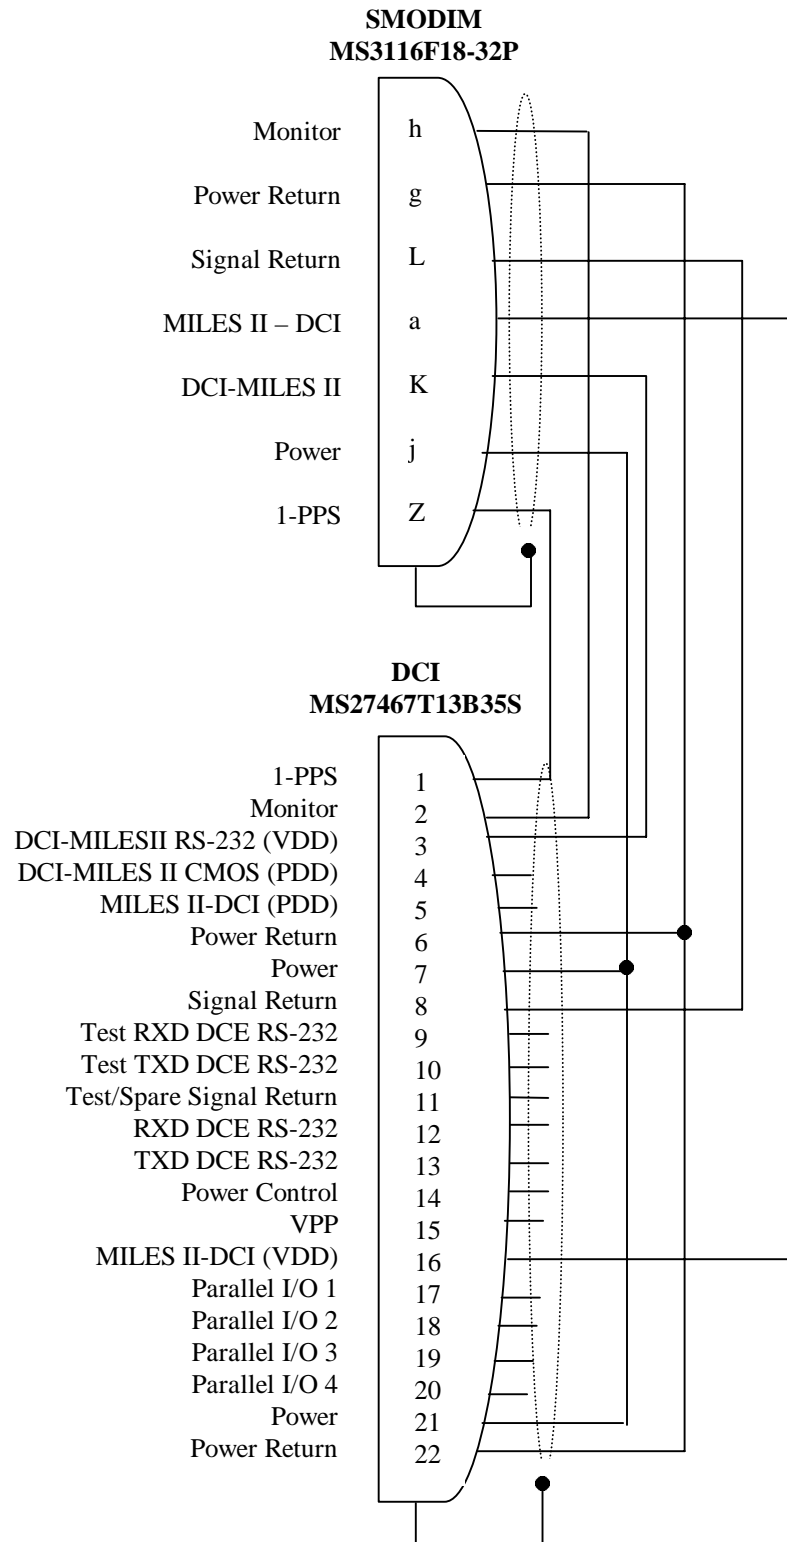 SMODIM
MS3116F18-32P
Monitor h
Power Return g
Signal Return L
MILES II – DCI a
DCI-MILES II K
Power j
1-PPS Z
DCI
MS27467T13B35S
1-PPS 1
Monitor 2
DCI-MILESII RS-232 (VDD) 3
DCI-MILES II CMOS (PDD) 4
MILES II-DCI (PDD) 5
Power Return 6
Power 7
Signal Return 8
Test RXD DCE RS-232 9
Test TXD DCE RS-232 10
Test/Spare Signal Return 11
RXD DCE RS-232 12
TXD DCE RS-232 13
Power Control 14
VPP 15
MILES II-DCI (VDD) 16
Parallel I/O 1 17
Parallel I/O 2 18
Parallel I/O 3 19
Parallel I/O 4 20
Power 21
Power Return 22